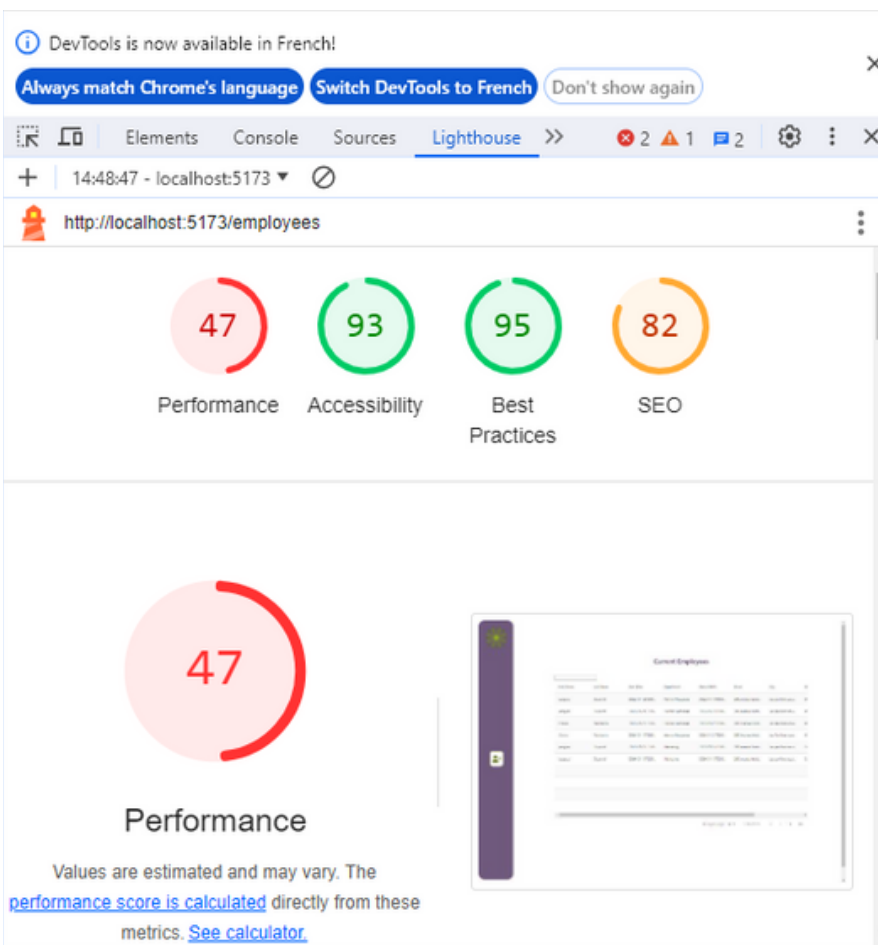 DevTools is now available in French!
Always match Chrome's language Switch DevTools to French Don't show again
Elements Console Sources Lighthouse 2 1 2
14:48:47 - localhost:5173
http://localhost:5173/employees
47 93 95 82
Performance Accessibility Best Practices SEO
47
Current Employees
Performance
Values are estimated and may vary. The
performance score is calculated directly from these
metrics. See calculator.